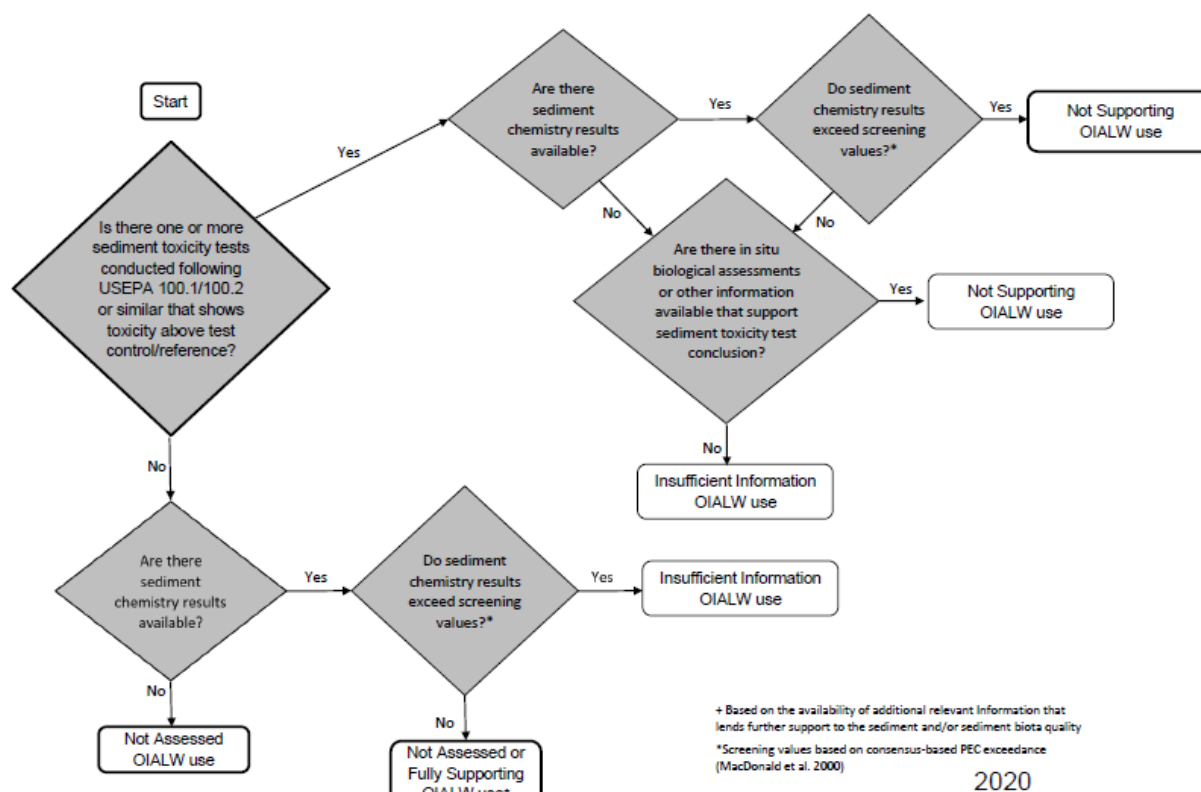 Start
Is there one or more
sediment toxicity tests
conducted following
USEPA 100.1/100.2
or similar that shows
toxicity above test
control/reference?
Yes
Are there
sediment
chemistry results
available?
Yes
Do sediment
chemistry results
exceed screening
values?*
Yes
Not Supporting
OIALW use
No
No
Are there in situ
biological assessments
or other information
available that support
sediment toxicity test
conclusion?
Yes
Not Supporting
OIALW use
No
Insufficient Information
OIALW use
No
Are there
sediment
chemistry results
available?
Yes
Do sediment
chemistry results
exceed screening
values?*
Yes
Insufficient Information
OIALW use
No
Not Assessed
OIALW use
No
Not Assessed or
Fully Supporting
OIALW
+ Based on the availability of additional relevant Information that
lends further support to the sediment and/or sediment biota quality
*Screening values based on consensus-based PEC exceedance
(MacDonald et al. 2000)
2020